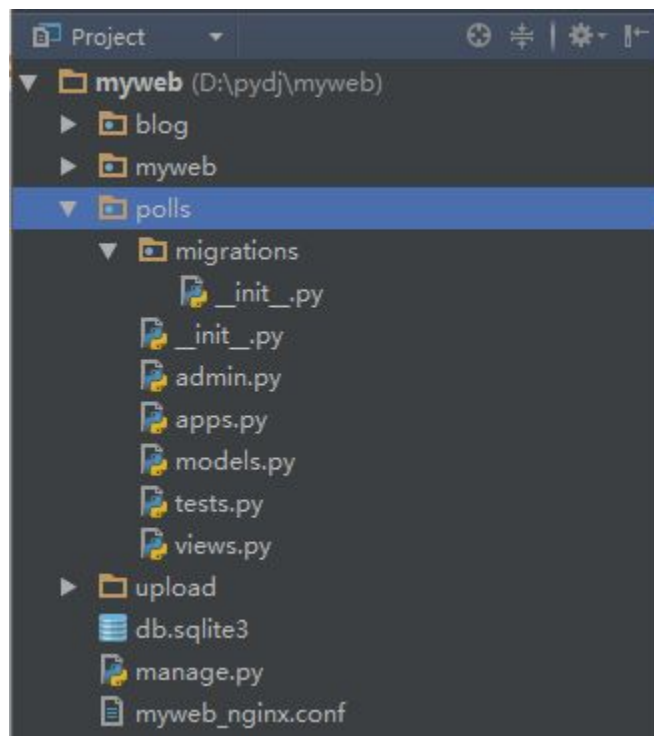 Project
myweb (D:\pydj\myweb)
blog
myweb
polls
migrations
__init__.py
__init__.py
admin.py
apps.py
models.py
tests.py
views.py
upload
db.sqlite3
manage.py
myweb_nginx.conf